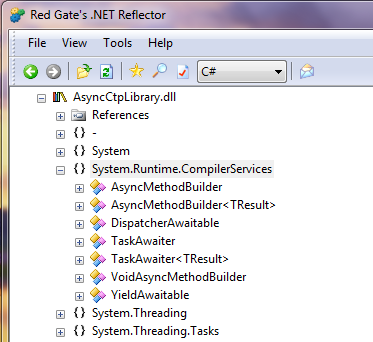 Red Gate's .NET Reflector
File View Tools Help
C#
AsyncCtpLibrary.dll
References
{} -
{} System
{} System.Runtime.CompilerServices
AsyncMethodBuilder
AsyncMethodBuilder<TResult>
DispatcherAwaitable
TaskAwaiter
TaskAwaiter<TResult>
VoidAsyncMethodBuilder
YieldAwaitable
{} System.Threading
{} System.Threading.Tasks